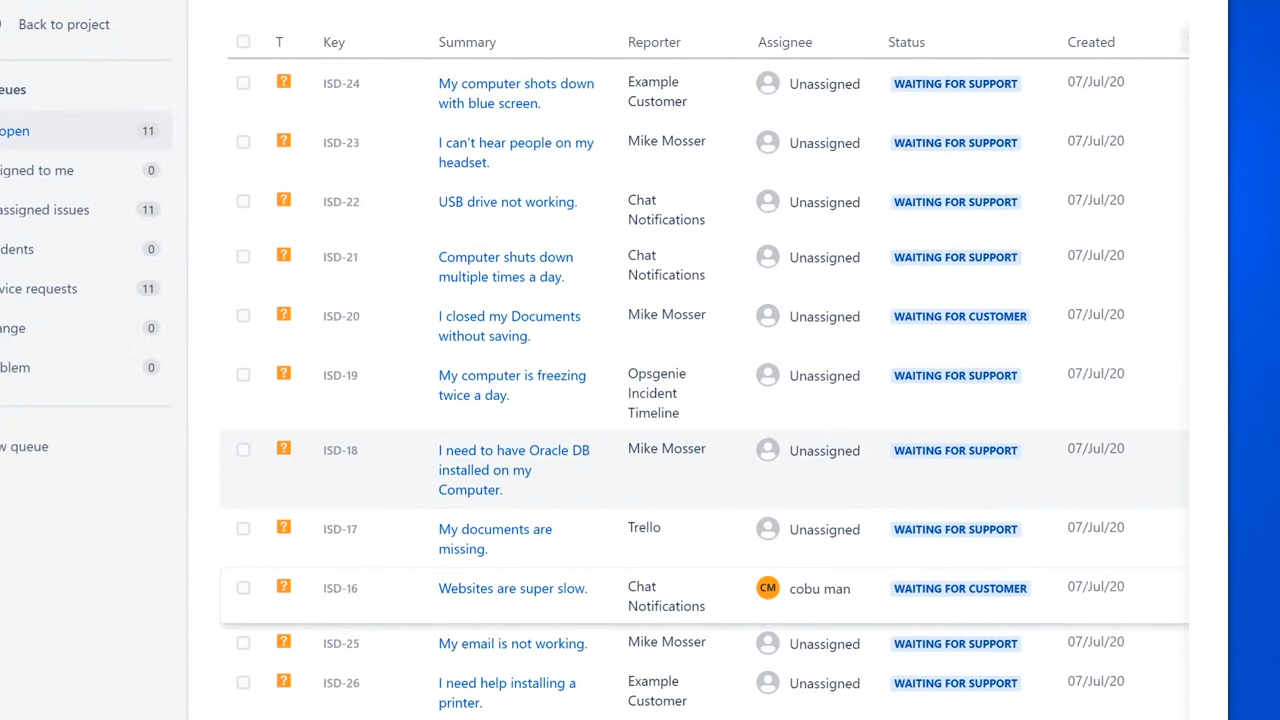 Back to project
open 11
assigned issues 11
0
0
vice requests 11
0
0
T Key Summary Reporter Assignee Status Created
? ISD-24 My computer shots down with blue screen. Example Customer Unassigned WAITING FOR SUPPORT 07/Jul/20
? ISD-23 I can't hear people on my headset. Mike Mosser Unassigned WAITING FOR SUPPORT 07/Jul/20
? ISD-22 USB drive not working. Chat Notifications Unassigned WAITING FOR SUPPORT 07/Jul/20
? ISD-21 Computer shuts down multiple times a day. Chat Notifications Unassigned WAITING FOR SUPPORT 07/Jul/20
? ISD-20 I closed my Documents without saving. Mike Mosser Unassigned WAITING FOR CUSTOMER 07/Jul/20
? ISD-19 My computer is freezing twice a day. Opsgenie Incident Timeline Unassigned WAITING FOR SUPPORT 07/Jul/20
? ISD-18 I need to have Oracle DB installed on my Computer. Mike Mosser Unassigned WAITING FOR SUPPORT 07/Jul/20
? ISD-17 My documents are missing. Trello Unassigned WAITING FOR SUPPORT 07/Jul/20
? ISD-16 Websites are super slow. Chat Notifications CM cobu man WAITING FOR CUSTOMER 07/Jul/20
? ISD-25 My email is not working. Mike Mosser Unassigned WAITING FOR SUPPORT 07/Jul/20
? ISD-26 I need help installing a printer. Example Customer Unassigned WAITING FOR SUPPORT 07/Jul/20